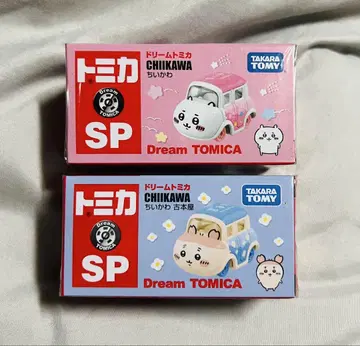 トミカ
Dream
TOMICA
SP
ドリームトミカ
CHIIKAWA
ちいかわ
TAKARA
TOMY
Dream TOMICA
トミカ
Dream
TOMICA
SP
ドリームトミカ
CHIIKAWA
ちいかわ 古本屋
TAKARA
TOMY
Dream TOMICA